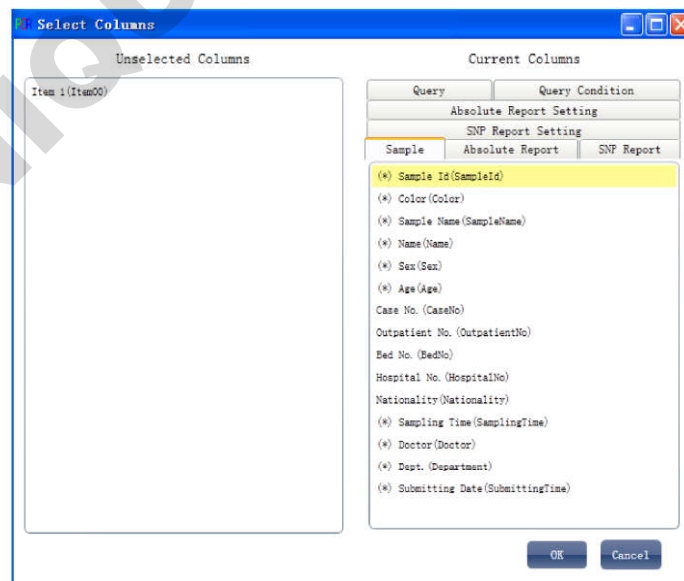 Select Columns
Unselected Columns
Current Columns
Item 1(Item00)
Query
Query Condition
Absolute Report Setting
SNP Report Setting
Sample
Absolute Report
SNP Report
(*) Sample Id(SampleId)
(*) Color(Color)
(*) Sample Name(SampleName)
(*) Name(Name)
(*) Sex(Sex)
(*) Age(Age)
Case No. (CaseNo)
Outpatient No. (OutpatientNo)
Bed No. (BedNo)
Hospital No. (HospitalNo)
Nationality(Nationality)
(*) Sampling Time(SamplingTime)
(*) Doctor(Doctor)
(*) Dept. (Department)
(*) Submitting Date(SubmittingTime)
OK
Cancel